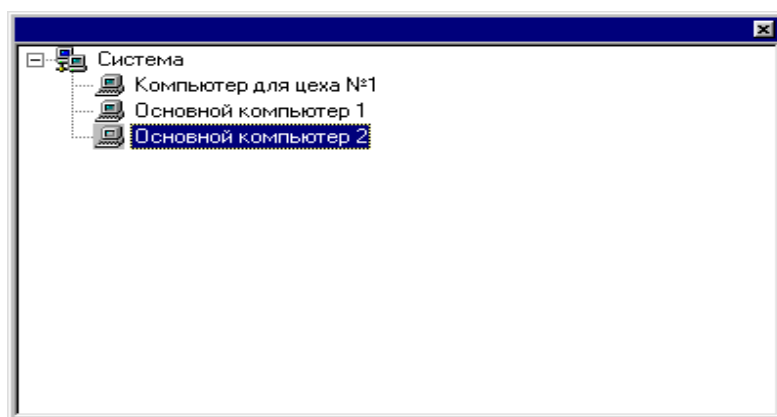 Система
Компьютер для цеха №1
Основной компьютер 1
Основной компьютер 2